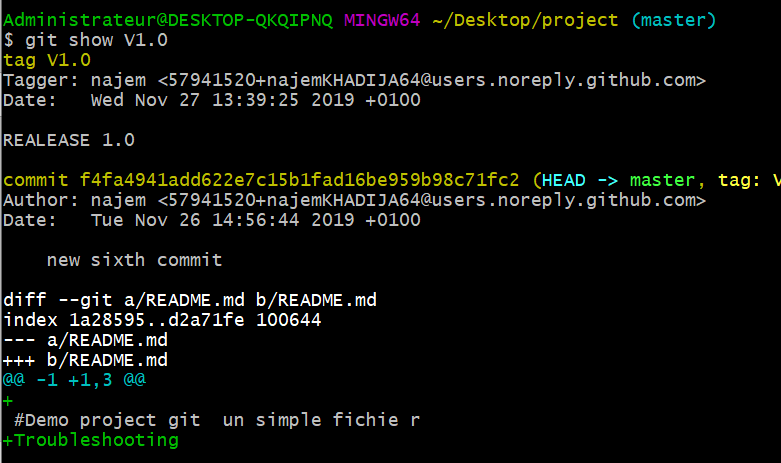 Administrateur@DESKTOP-QKQIPNQ MINGW64 ~/Desktop/project (master)
$ git show V1.0
tag V1.0
Tagger: najem <57941520+najemKHADIJA64@users.noreply.github.com>
Date:   Wed Nov 27 13:39:25 2019 +0100

REALEASE 1.0

commit f4fa4941add622e7c15b1fad16be959b98c71fc2 (HEAD -> master, tag: V
Author: najem <57941520+najemKHADIJA64@users.noreply.github.com>
Date:   Tue Nov 26 14:56:44 2019 +0100

    new sixth commit

diff --git a/README.md b/README.md
index 1a28595..d2a71fe 100644
--- a/README.md
+++ b/README.md
@@ -1 +1,3 @@
+
 #Demo project git  un simple fichie r
+Troubleshooting